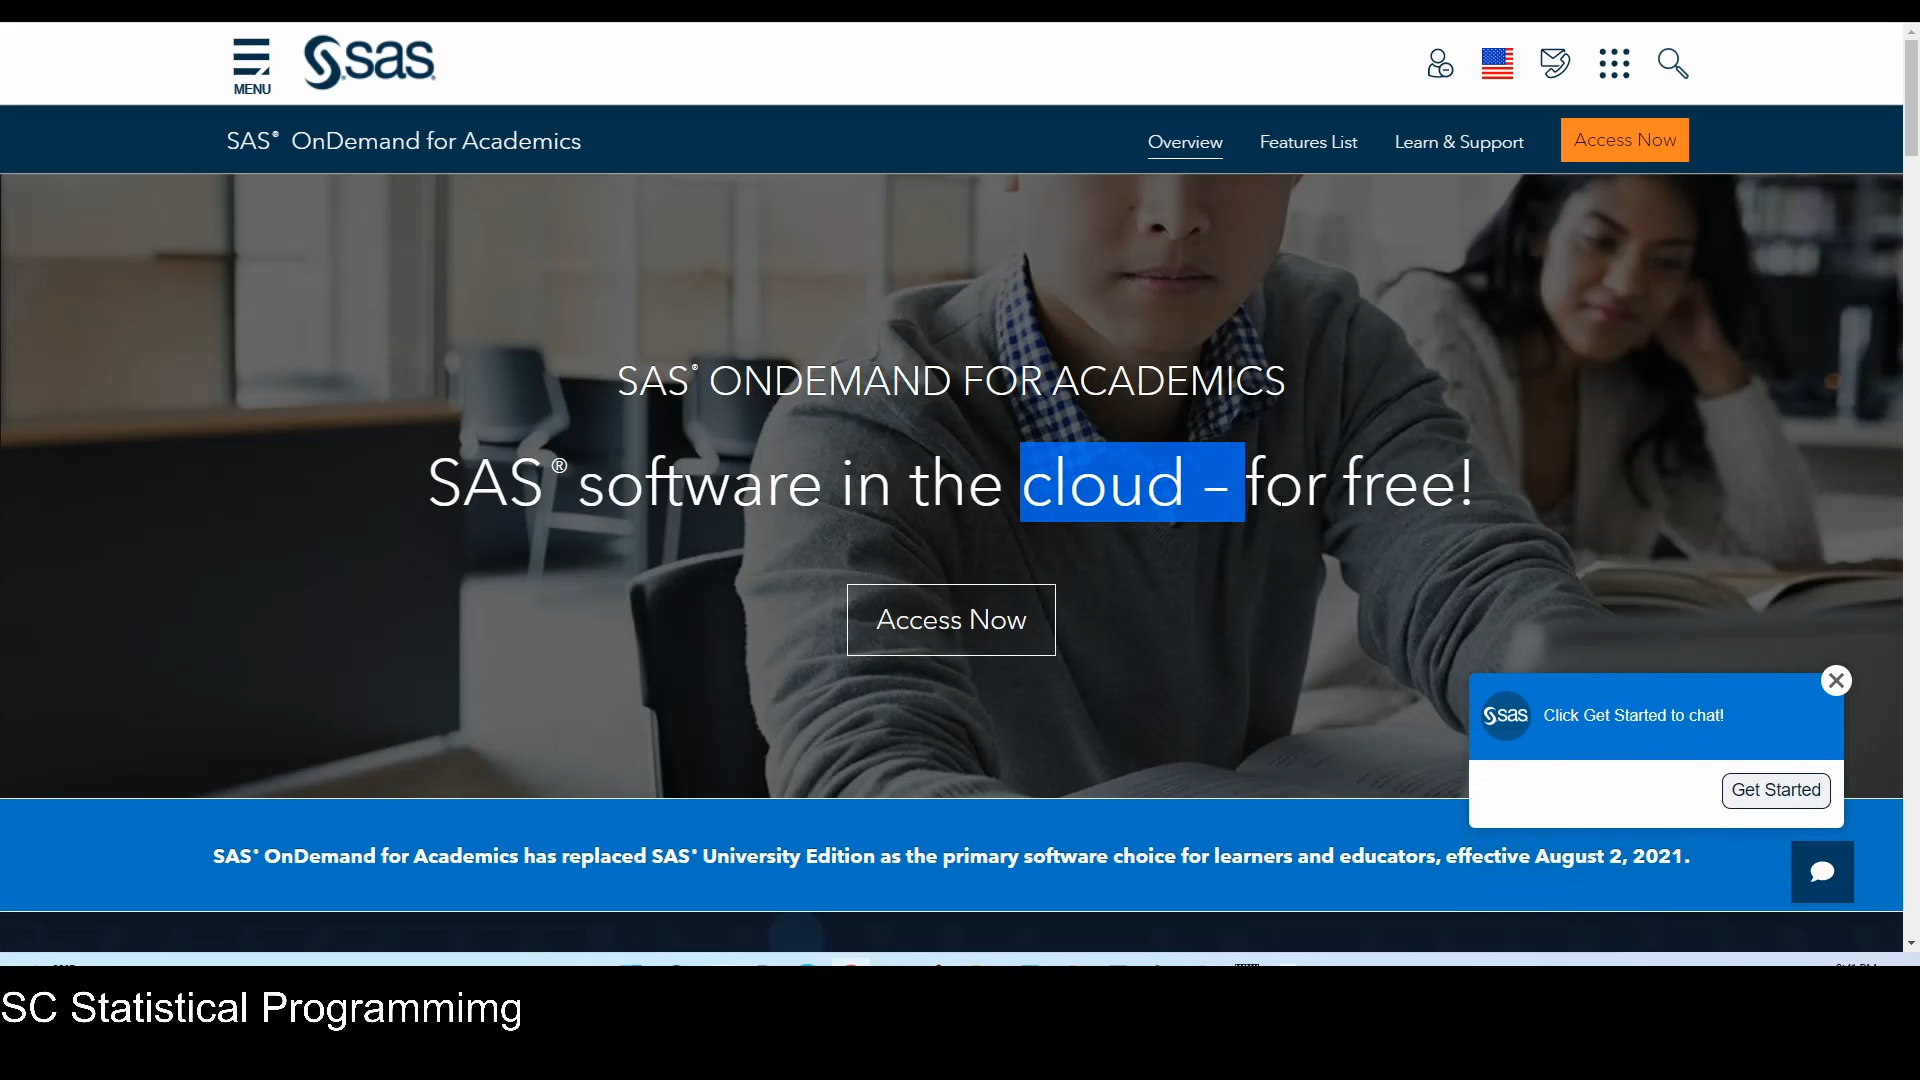 MENU
sas
SAS® OnDemand for Academics
Overview
Features List
Learn & Support
Access Now
SAS® ONDEMAND FOR ACADEMICS
SAS® software in the cloud – for free!
Access Now
sas
Click Get Started to chat!
Get Started
SAS® OnDemand for Academics has replaced SAS® University Edition as the primary software choice for learners and educators, effective August 2, 2021.
SC Statistical Programmimg